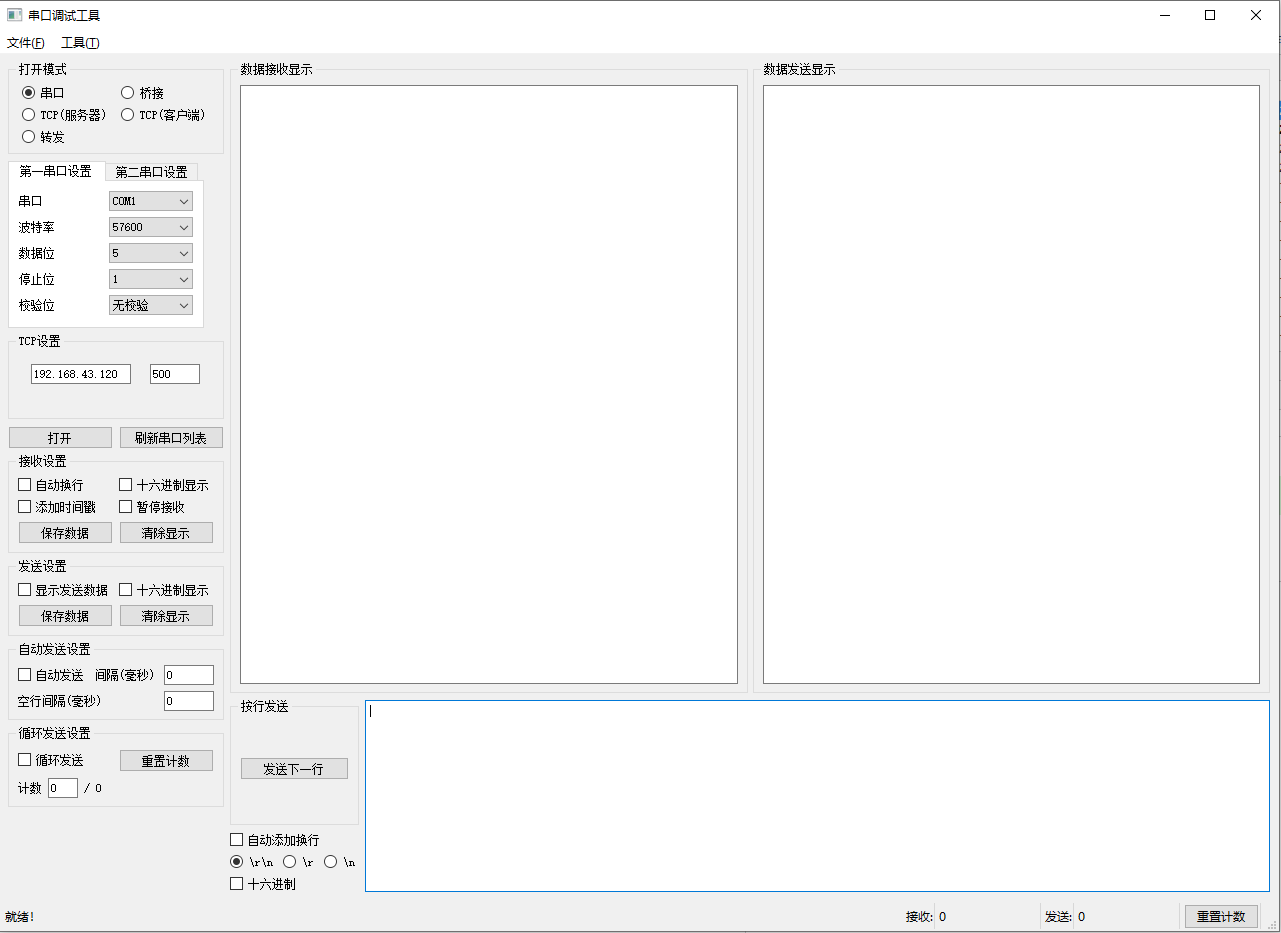 串口调试工具
文件(F) 工具(T)
打开模式
串口 桥接
TCP(服务器) TCP(客户端)
转发
第一串口设置 第二串口设置
串口 COM1
波特率 57600
数据位 5
停止位 1
校验位 无校验
TCP设置
192.168.43.120 500
打开 刷新串口列表
接收设置
自动换行 十六进制显示
添加时间戳 暂停接收
保存数据 清除显示
发送设置
显示发送数据 十六进制显示
保存数据 清除显示
自动发送设置
自动发送 间隔(毫秒) 0
空行间隔(毫秒) 0
循环发送设置
循环发送 重置计数
计数 0 / 0
数据接收显示
数据发送显示
按行发送
发送下一行
自动添加换行
\r\n \r \n
十六进制
就绪!
接收: 0 发送: 0 重置计数